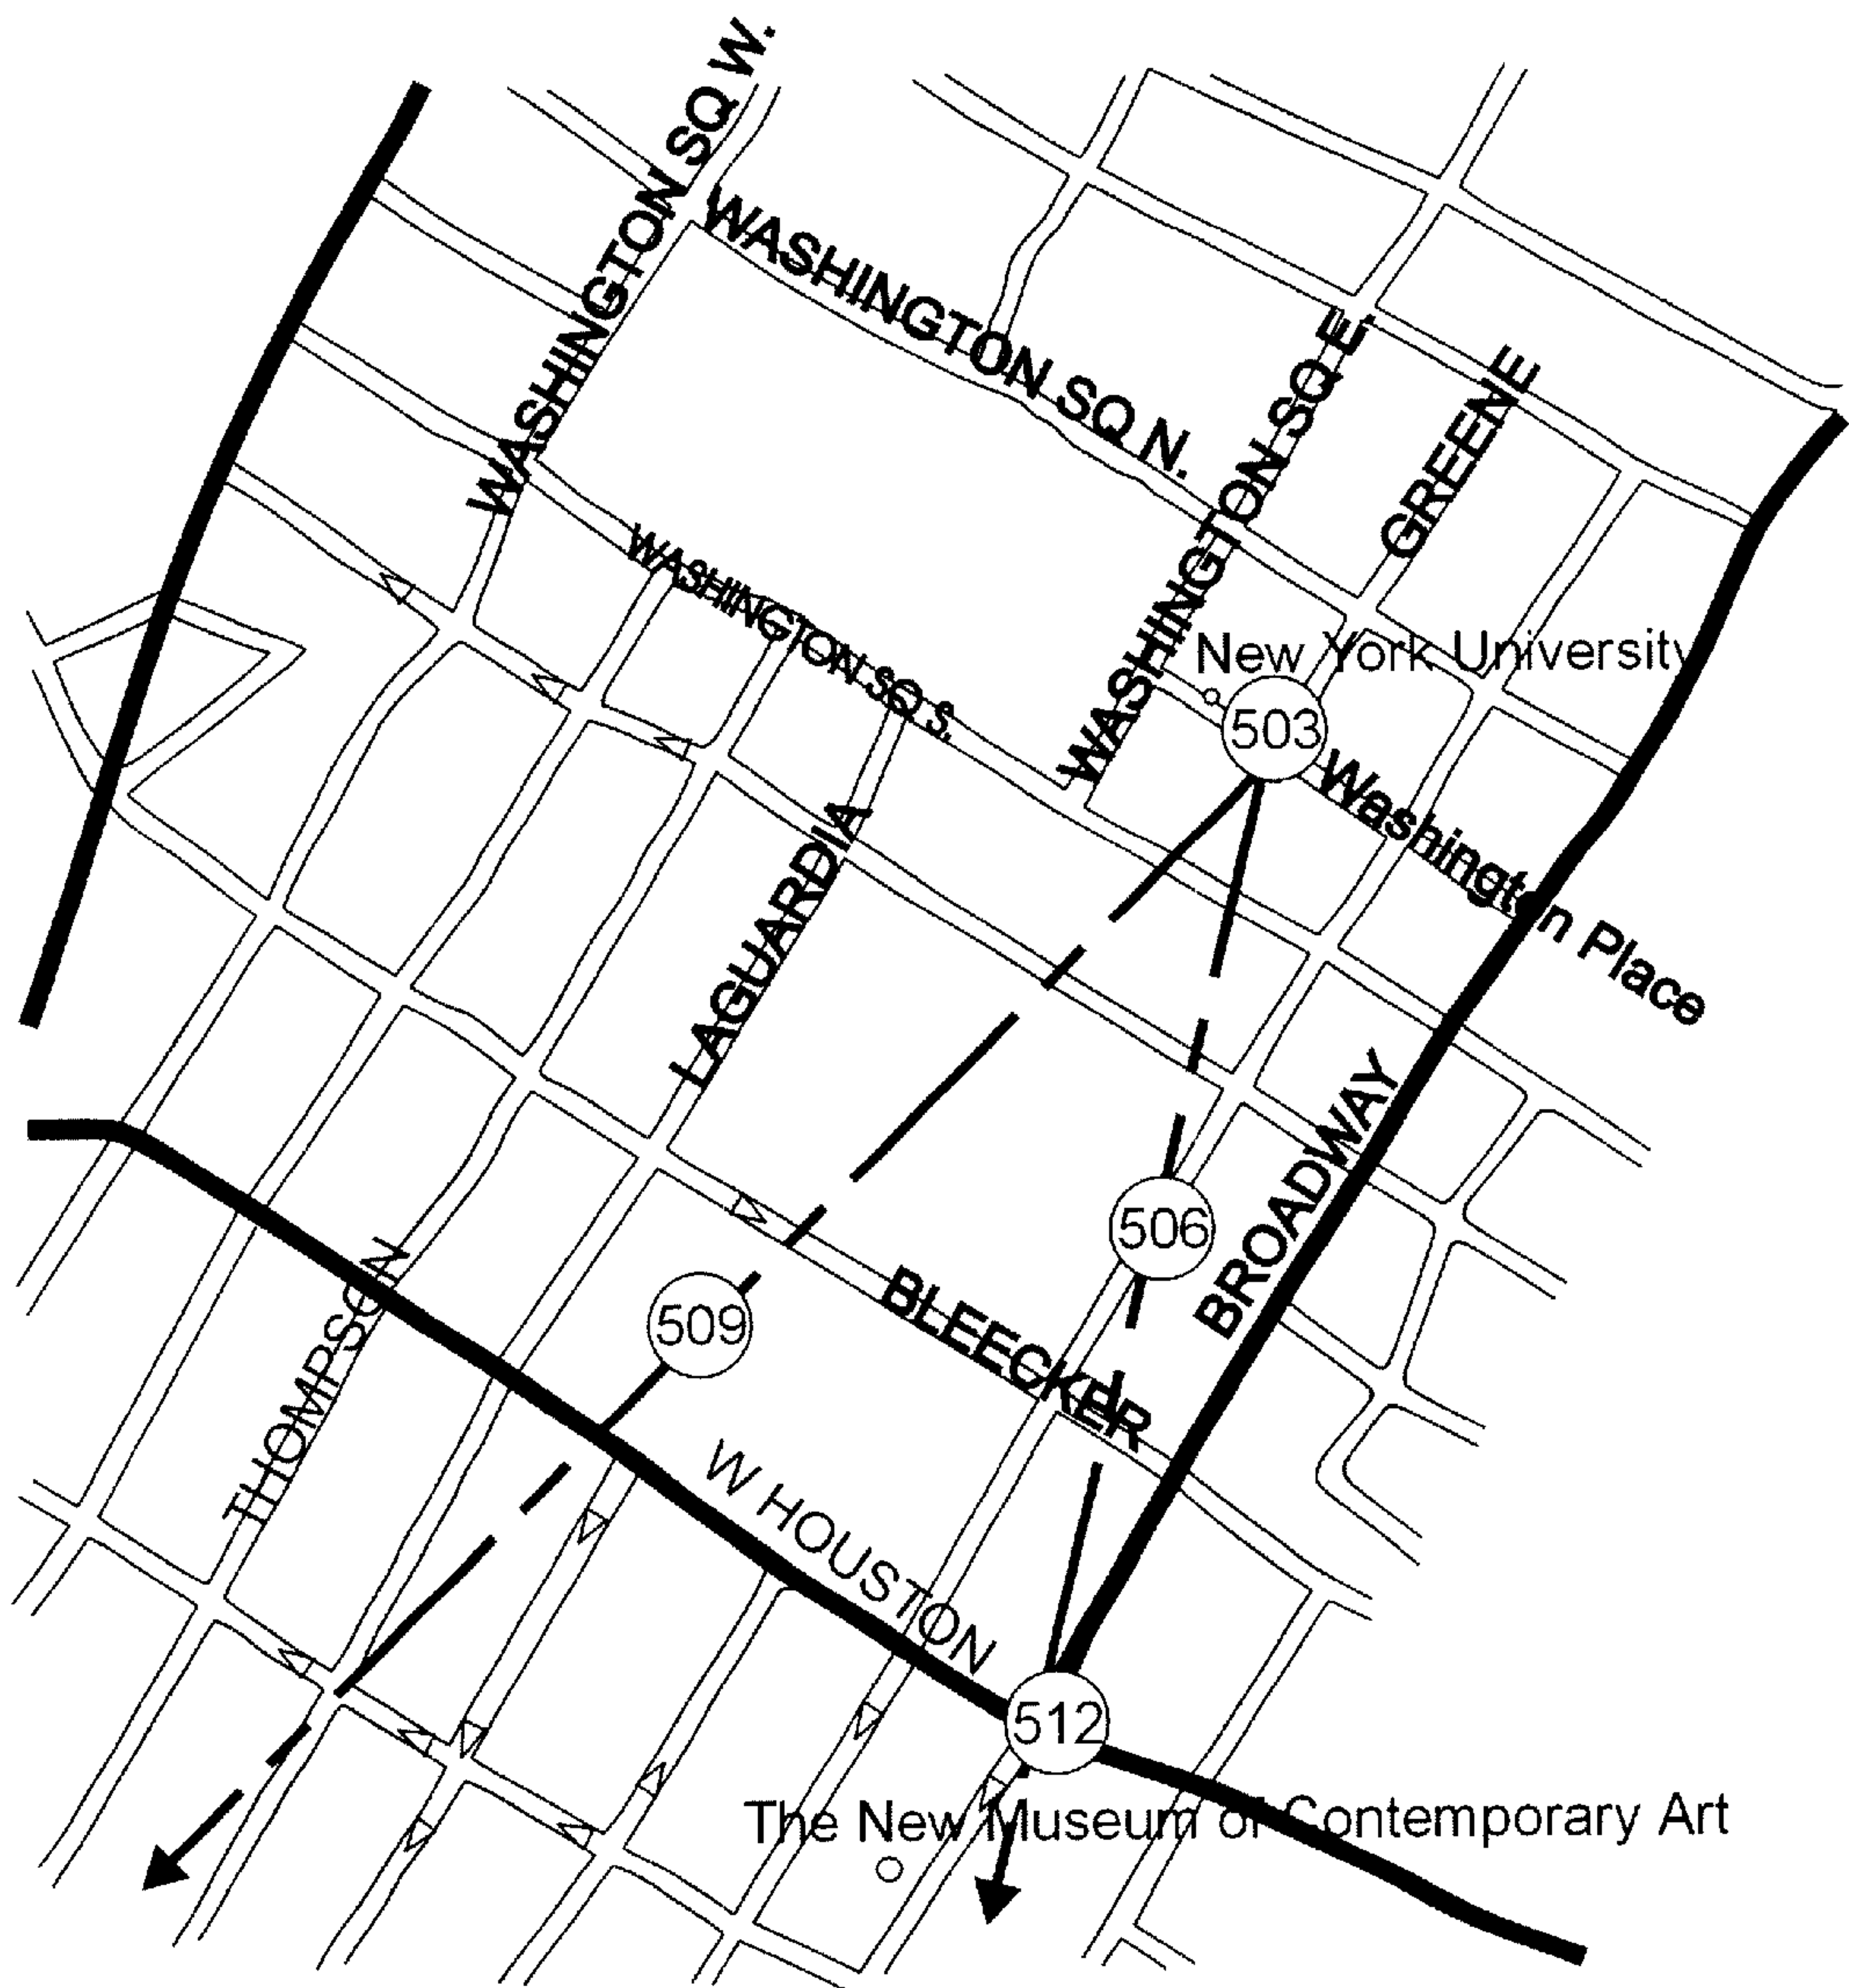 WASHINGTON SQ W.
WASHINGTON SQ N.
WASHINGTON SQ E
GREENE
WASHINGTON SQ S.
New York University
503
Washington Place
LAGUARDIA
BROADWAY
506
509
BLEECKER
THOMPSON
W HOUSTON
512
The New Museum of Contemporary Art